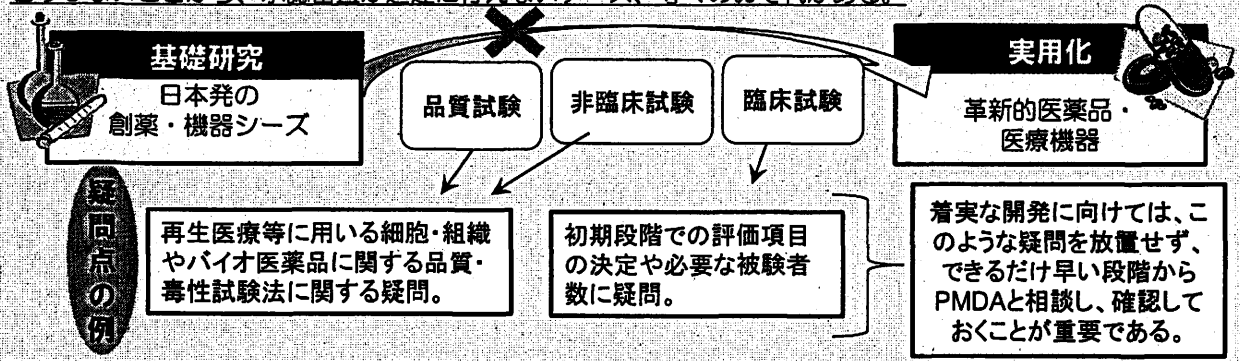 基礎研究
日本発の
創薬・機器シーズ
品質試験
非臨床試験
臨床試験
実用化
革新的医薬品・
医療機器
疑問点の例
再生医療等に用いる細胞・組織
やバイオ医薬品に関する品質・
毒性試験法に関する疑問。
初期段階での評価項目
の決定や必要な被験者
数に疑問。
着実な開発に向けては、こ
のような疑問を放置せず、
できるだけ早い段階から
PMDAと相談し、確認して
おくことが重要である。